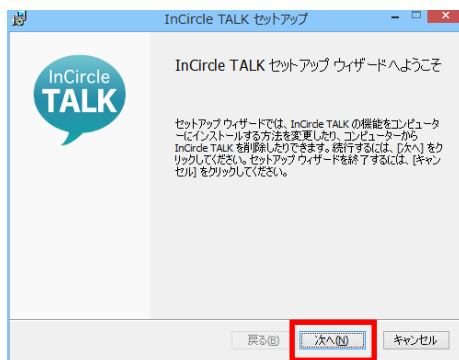 InCircle TALK セットアップ
InCircle
TALK
InCircle TALK セットアップ ウィザードへようこそ
セットアップ ウィザードでは、InCircle TALK の機能をコンピュータ
ーにインストールする方法を変更したり、コンピューターから
InCircle TALK を削除したりできます。続行するには、[次へ] をク
リックしてください。セットアップ ウィザードを終了するには、[キャン
セル] をクリックしてください。
戻る(B) 次へ(N) キャンセル